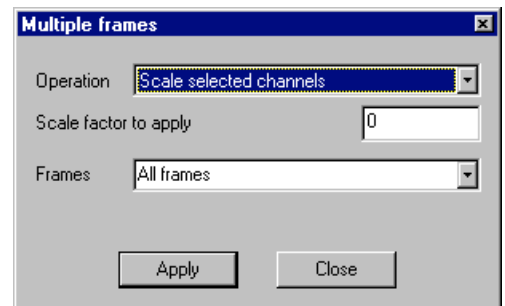 Multiple frames
Operation Scale selected channels
Scale factor to apply 0
Frames All frames
Apply Close